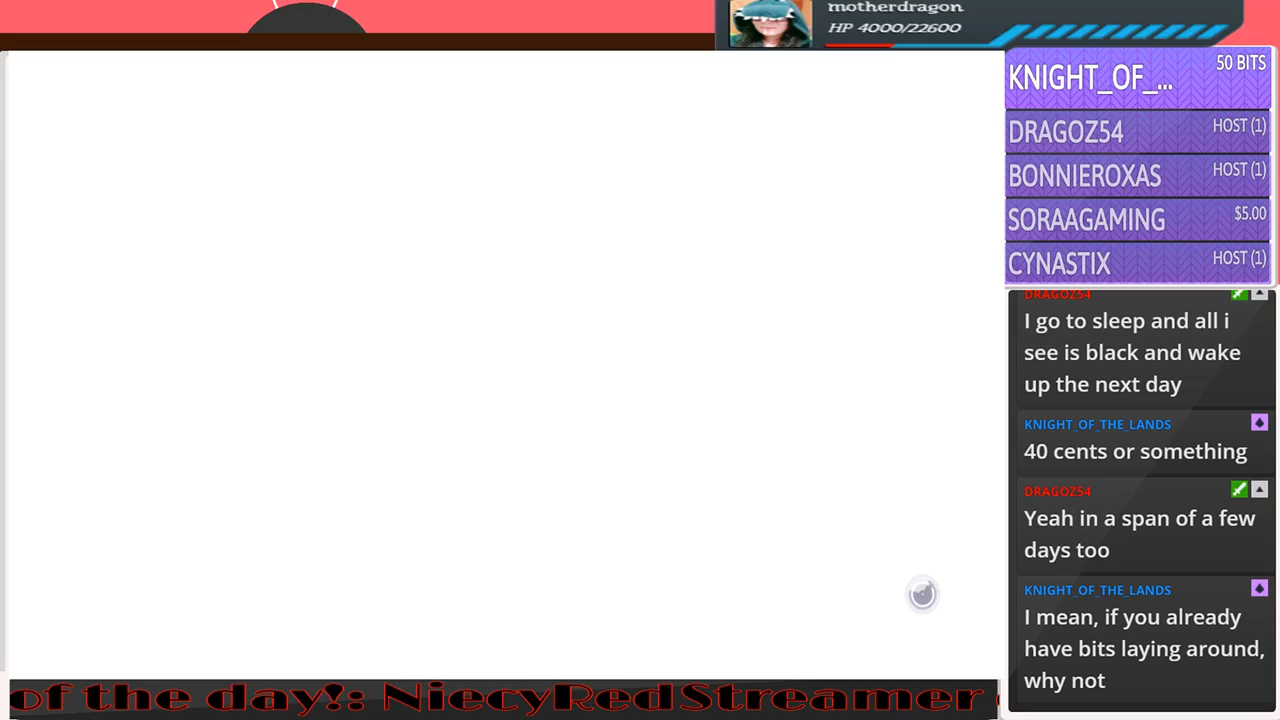 motherdragon
HP 4000/22600
KNIGHT_OF_... 50 BITS
DRAGOZ54 HOST (1)
BONNIEROXAS HOST (1)
SORAAGAMING $5.00
CYNASTIX HOST (1)
DRAGOZ54
I go to sleep and all i
see is black and wake
up the next day
KNIGHT_OF_THE_LANDS
40 cents or something
DRAGOZ54
Yeah in a span of a few
days too
KNIGHT_OF_THE_LANDS
I mean, if you already
have bits laying around,
why not
of the day!: NiecyRedStreamer